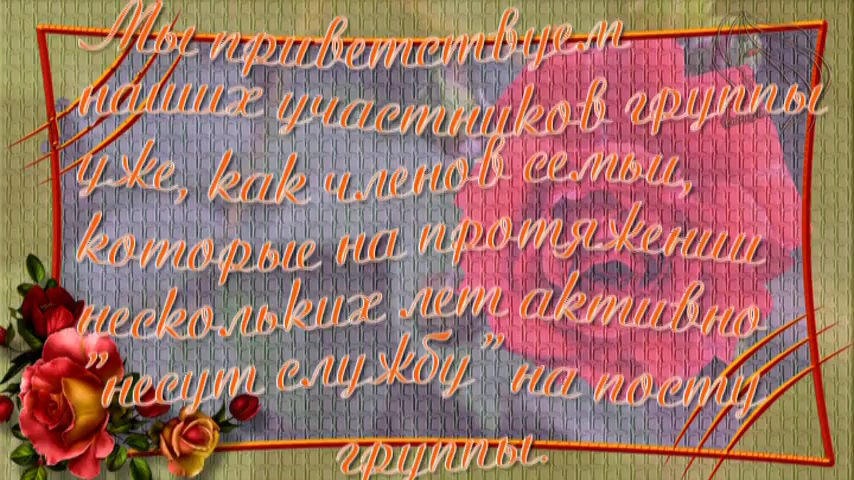 Мы приветствуем
наших участников группы
уже, как членов семьи,
которые на протяжении
нескольких лет активно
"несут службу" на посту
группы.